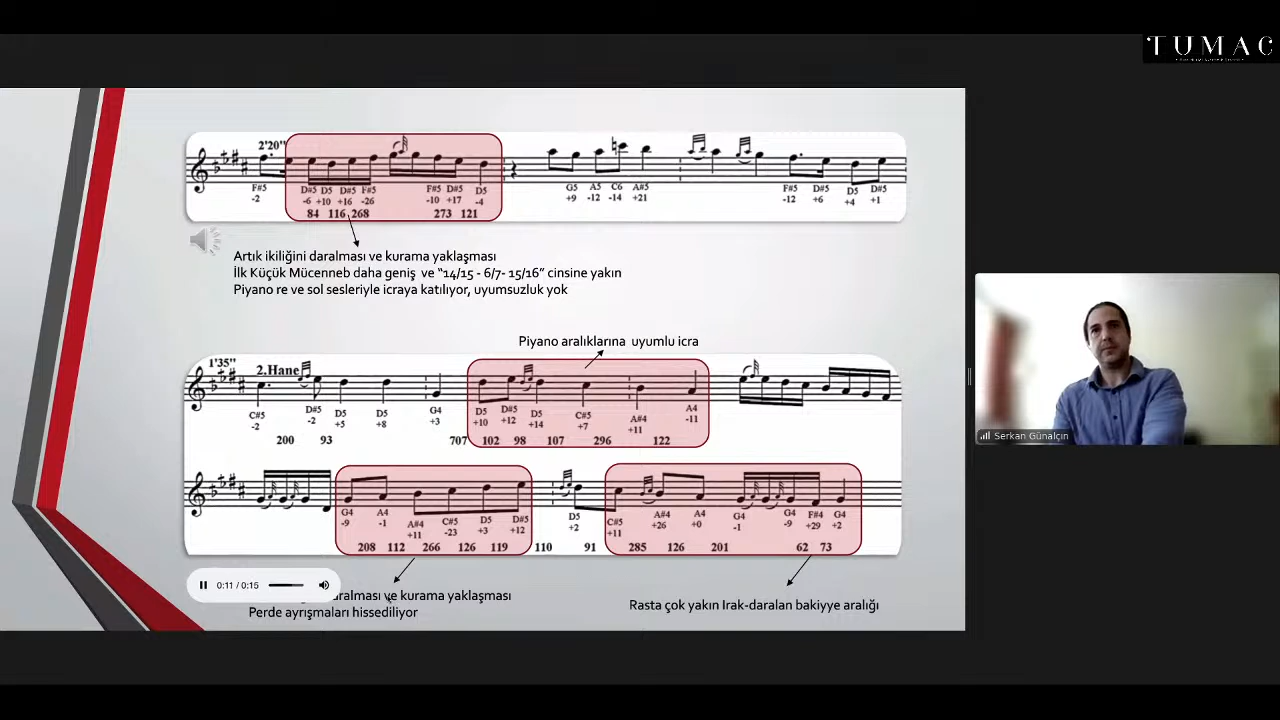 TUMAC
2'20"
F#5 D#5 D5 D#5 F#5 F#5 D#5 D5 G5 A5 C6 A#5 F#5 D#5 D5 D#5
-2 -6 +10 +16 -26 -10 +17 -4 +9 -12 -14 +21 -12 +6 +4 +1
84 116 268 273 121
Artık ikiliğini daralması ve kurama yaklaşması
İlk Küçük Mücenneb daha geniş ve “14/15 - 6/7- 15/16” cinsine yakın
Piyano re ve sol sesleriyle icraya katılıyor, uyumsuzluk yok
Piyano aralıklarına uyumlu icra
1'35"
2.Hane
C#5 D#5 D5 D5 G4 D5 D#5 D5 C#5 A#4 A4
-2 -2 +5 +8 +3 +10 +12 +14 +7 +11 -11
200 93 707 102 98 107 296 122
G4 A4 A#4 C#5 D5 D#5 D5 C#5 A#4 A4 G4 G4 F#4 G4
-9 -1 +11 -23 +3 +12 +2 +11 +26 +0 -1 -9 +29 +2
208 112 266 126 119 110 91 285 126 201 62 73
0:11 / 0:15
aralması ve kurama yaklaşması
Perde ayrışmaları hissediliyor
Rasta çok yakın Irak-daralan bakiyye aralığı
Serkan Günalçın